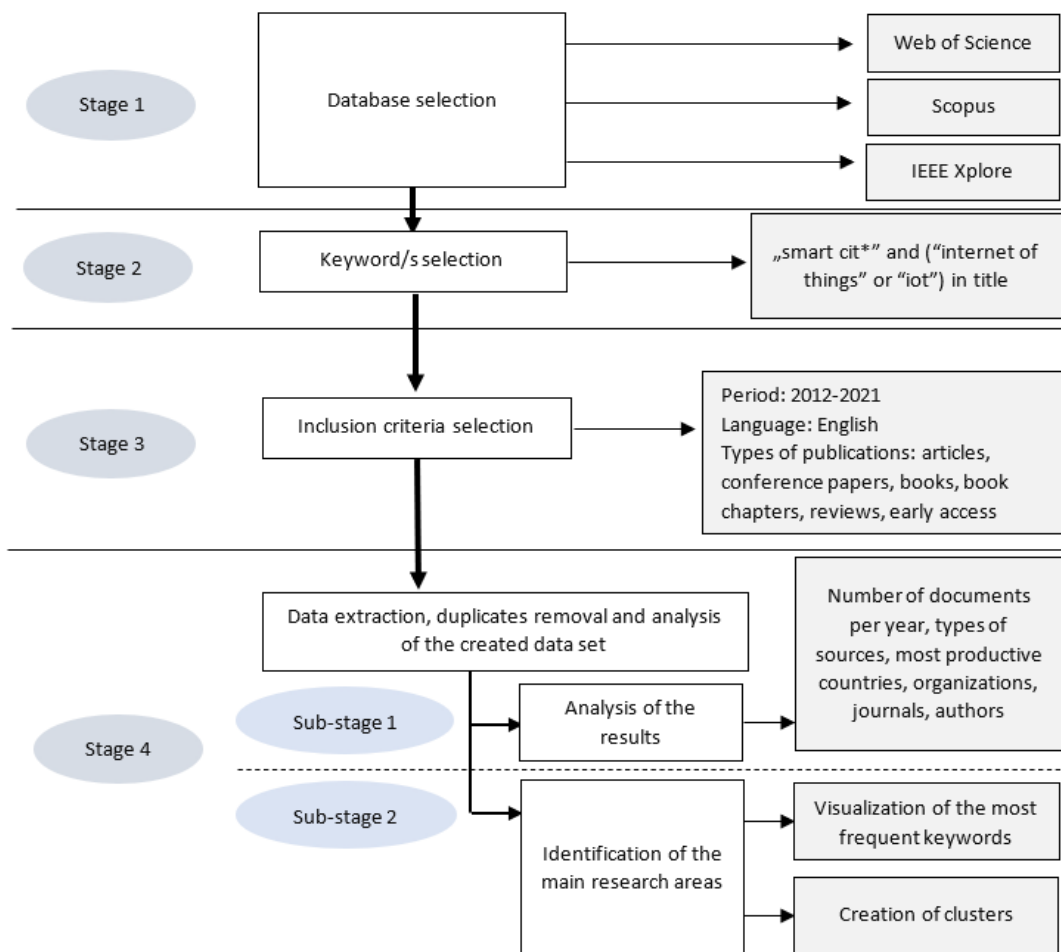 Stage 1
Database selection
Web of Science
Scopus
IEEE Xplore
Stage 2
Keyword/s selection
„smart cit*” and (“internet of
things” or “iot”) in title
Stage 3
Inclusion criteria selection
Period: 2012-2021
Language: English
Types of publications: articles,
conference papers, books, book
chapters, reviews, early access
Stage 4
Data extraction, duplicates removal and analysis
of the created data set
Sub-stage 1
Analysis of the
results
Number of documents
per year, types of
sources, most productive
countries, organizations,
journals, authors
Sub-stage 2
Identification of the
main research areas
Visualization of the most
frequent keywords
Creation of clusters